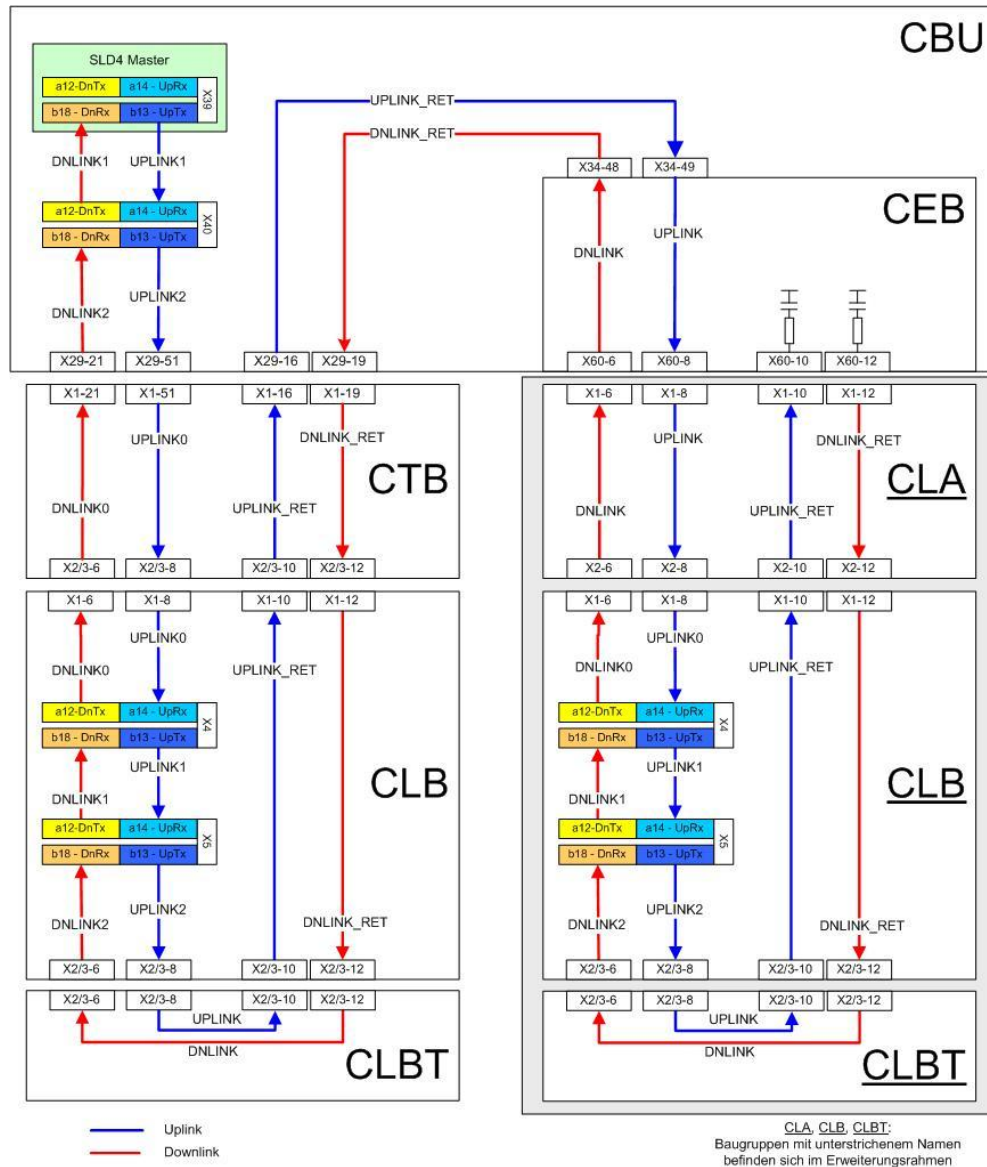 CBU
SLD4 Master
a12-DnTx a14 - UpRx
X39
b18 - DnRx b13 - UpTx
UPLINK_RET
DNLINK_RET
DNLINK1 UPLINK1
X34-48 X34-49
CEB
a12-DnTx a14 - UpRx
X40
b18 - DnRx b13 - UpTx
UPLINK
DNLINK
UPLINK2
DNLINK2
X29-21 X29-51 X29-16 X29-19 X60-6 X60-8 X60-10 X60-12
X1-21 X1-51 X1-16 X1-19 X1-6 X1-8 X1-10 X1-12
UPLINK0 DNLINK_RET UPLINK DNLINK_RET
CTB CLA
DNLINK0 UPLINK_RET DNLINK UPLINK_RET
X2/3-6 X2/3-8 X2/3-10 X2/3-12 X2-6 X2-8 X2-10 X2-12
X1-6 X1-8 X1-10 X1-12 X1-6 X1-8 X1-10 X1-12
UPLINK0 UPLINK0
DNLINK0 UPLINK_RET DNLINK0 UPLINK_RET
a12-DnTx a14 - UpRx a12-DnTx a14 - UpRx
X4 X4
b18 - DnRx b13 - UpTx b18 - DnRx b13 - UpTx
UPLINK1 UPLINK1
CLB CLB
DNLINK1 DNLINK1
a12-DnTx a14 - UpRx a12-DnTx a14 - UpRx
X5 X5
b18 - DnRx b13 - UpTx b18 - DnRx b13 - UpTx
UPLINK2 UPLINK2
DNLINK2 DNLINK_RET DNLINK2 DNLINK_RET
X2/3-6 X2/3-8 X2/3-10 X2/3-12 X2/3-6 X2/3-8 X2/3-10 X2/3-12
X2/3-6 X2/3-8 X2/3-10 X2/3-12 X2/3-6 X2/3-8 X2/3-10 X2/3-12
UPLINK UPLINK
DNLINK DNLINK
CLBT CLBT
Uplink
Downlink
CLA, CLB, CLBT:
Baugruppen mit unterstrichenem Namen
befinden sich im Erweiterungsrahmen